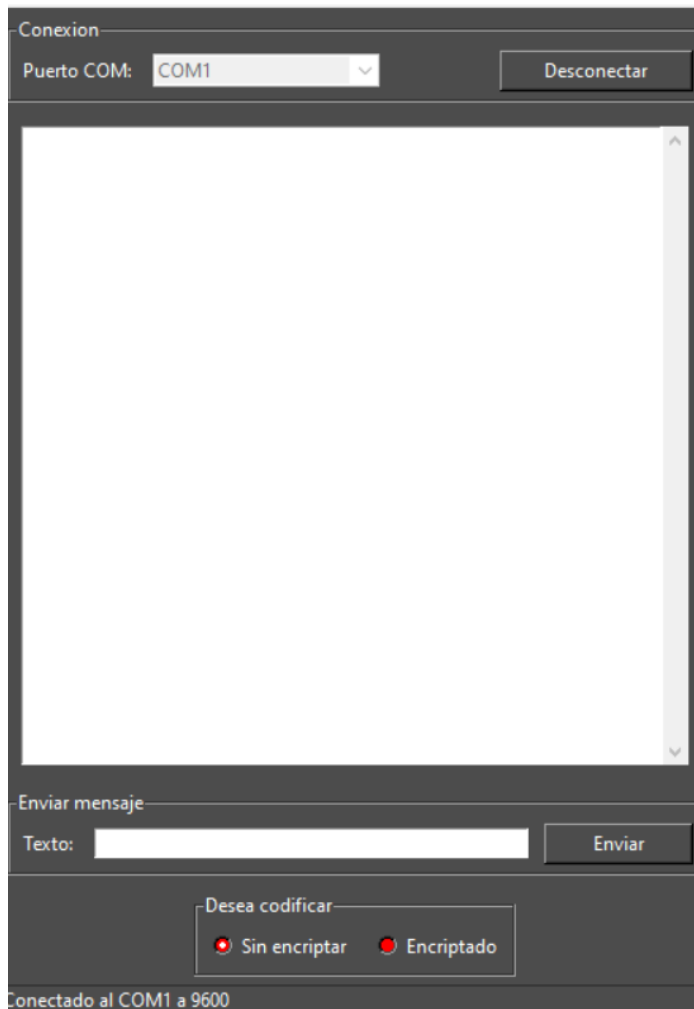 Conexion
Puerto COM: COM1 Desconectar
Enviar mensaje
Texto: Enviar
Desea codificar
Sin encriptar Encriptado
Conectado al COM1 a 9600